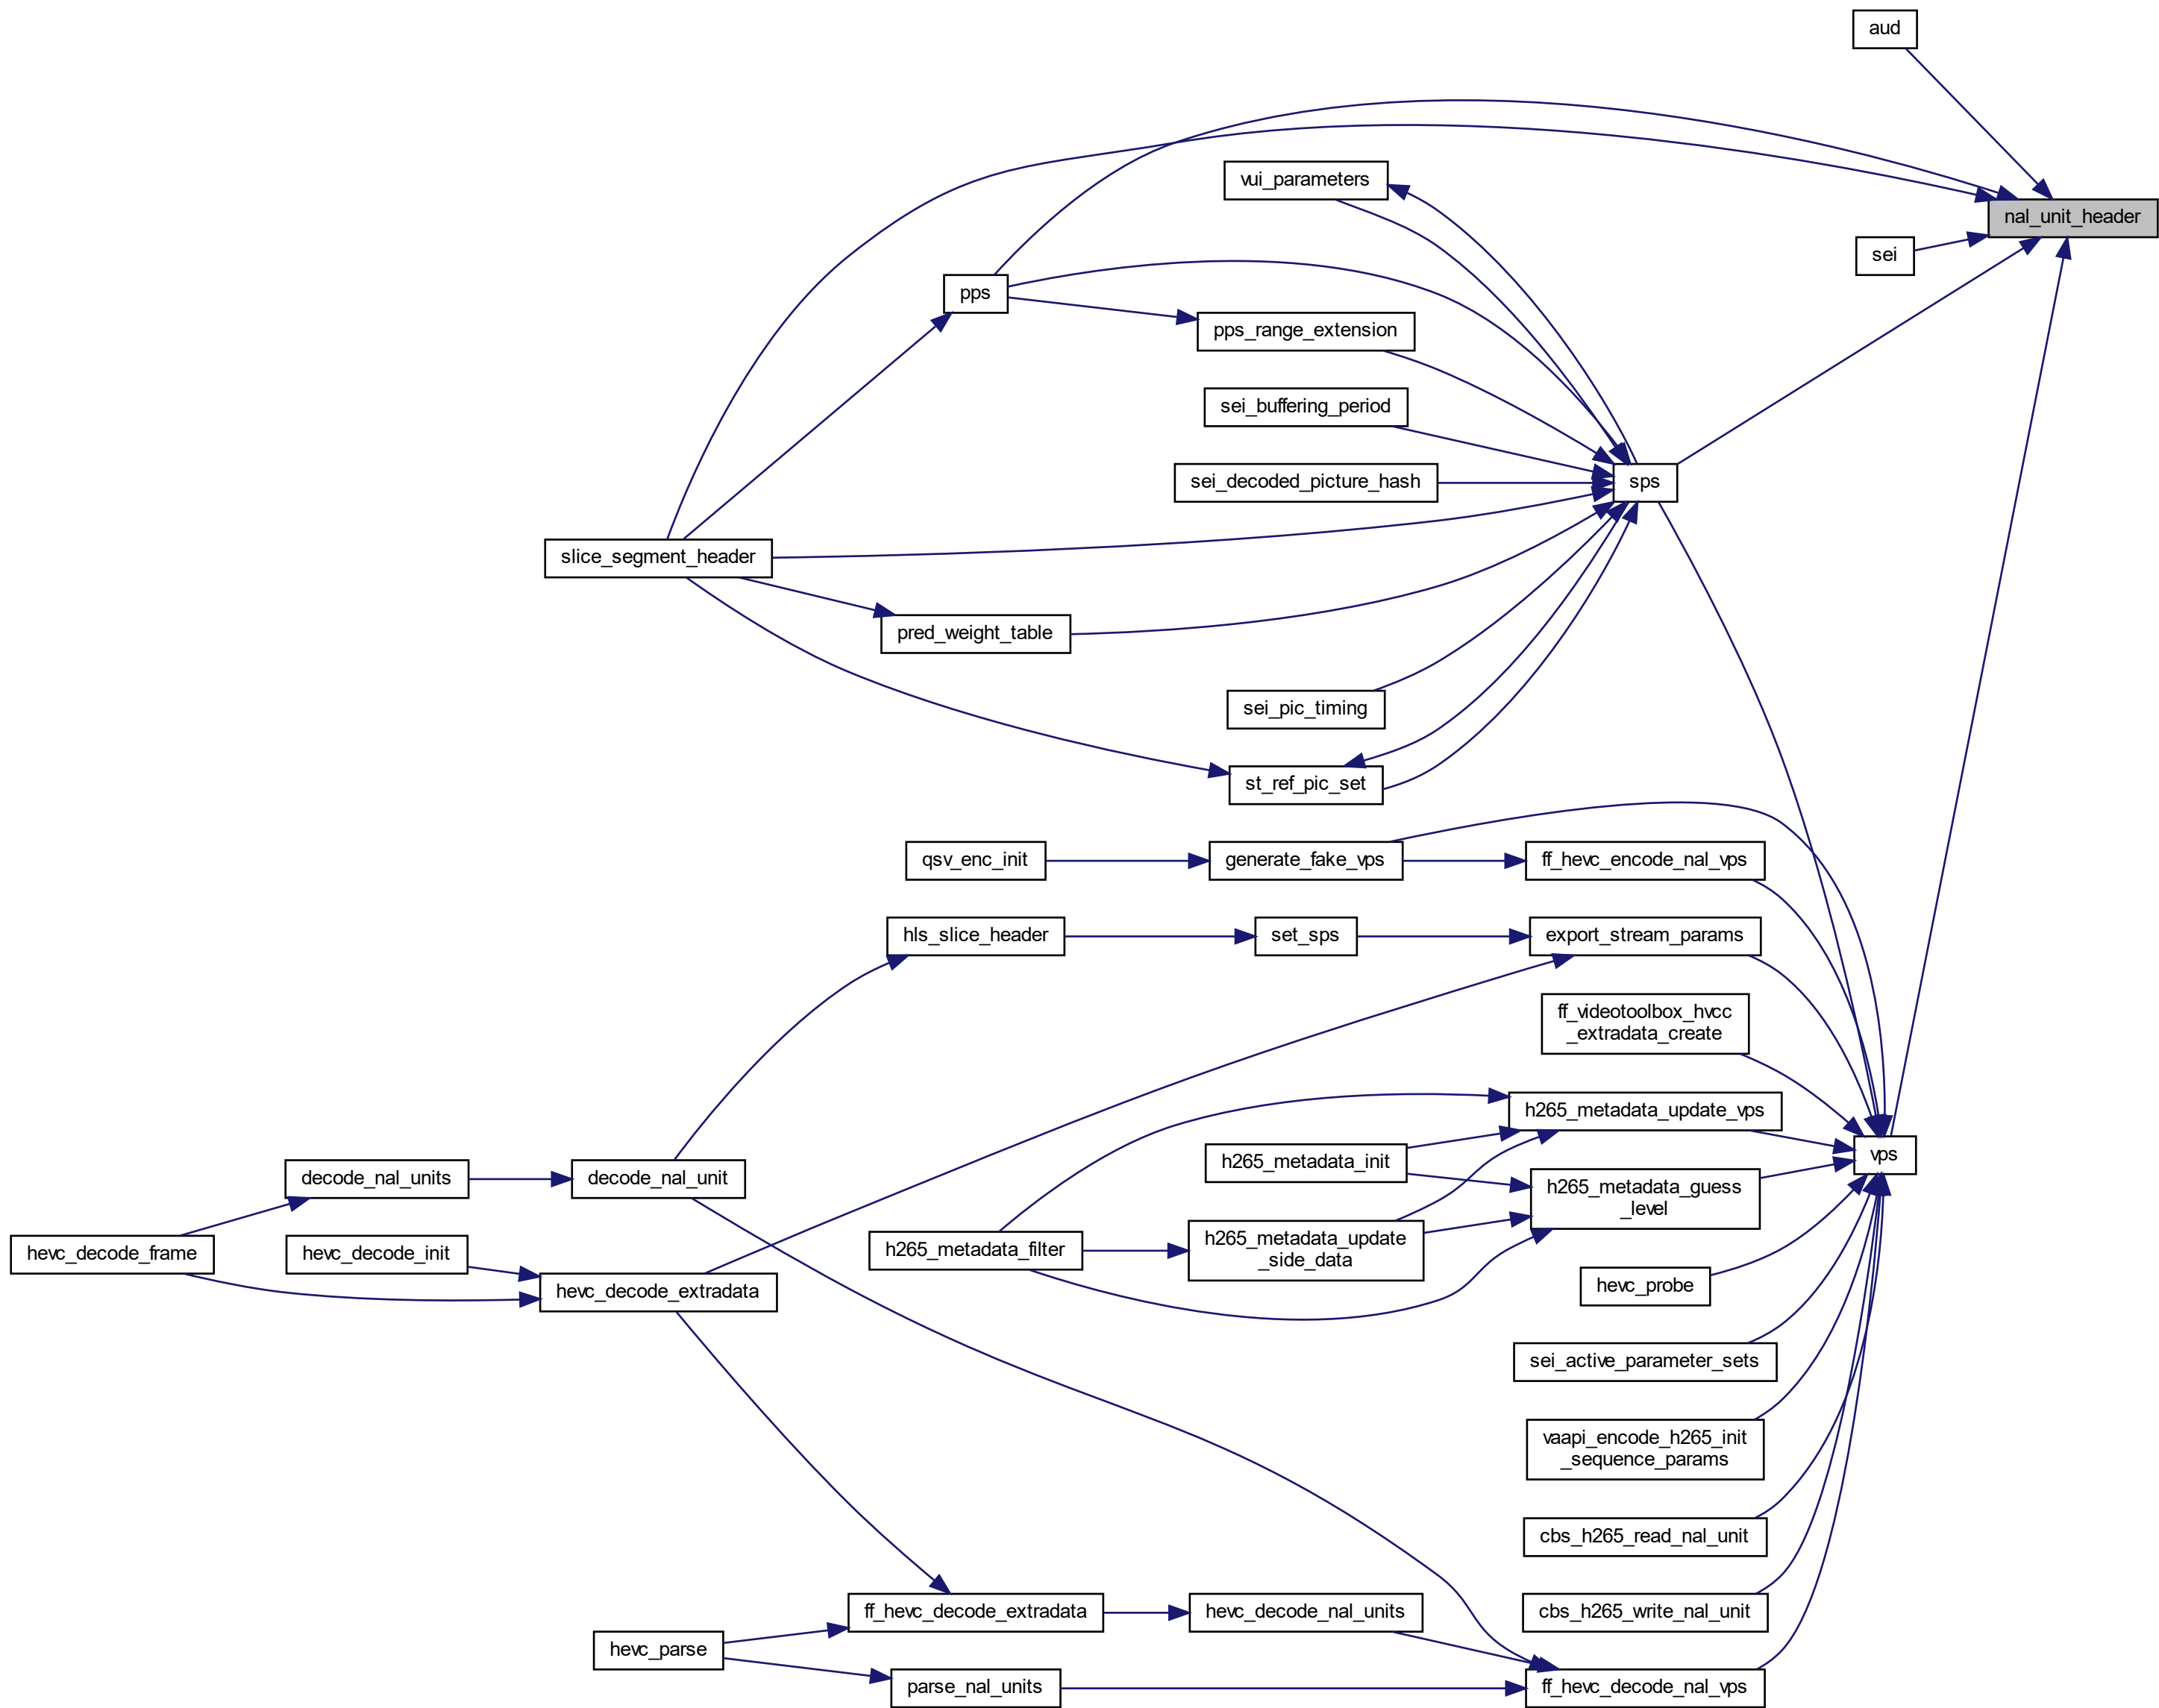 aud
vui_parameters
nal_unit_header
sei
pps
pps_range_extension
sei_buffering_period
sei_decoded_picture_hash
sps
slice_segment_header
pred_weight_table
sei_pic_timing
st_ref_pic_set
qsv_enc_init
generate_fake_vps
ff_hevc_encode_nal_vps
hls_slice_header
set_sps
export_stream_params
ff_videotoolbox_hvcc
_extradata_create
h265_metadata_update_vps
vps
h265_metadata_init
decode_nal_units
decode_nal_unit
h265_metadata_guess
_level
hevc_decode_frame
hevc_decode_init
h265_metadata_filter
h265_metadata_update
_side_data
hevc_decode_extradata
hevc_probe
sei_active_parameter_sets
vaapi_encode_h265_init
_sequence_params
cbs_h265_read_nal_unit
ff_hevc_decode_extradata
hevc_decode_nal_units
cbs_h265_write_nal_unit
hevc_parse
parse_nal_units
ff_hevc_decode_nal_vps